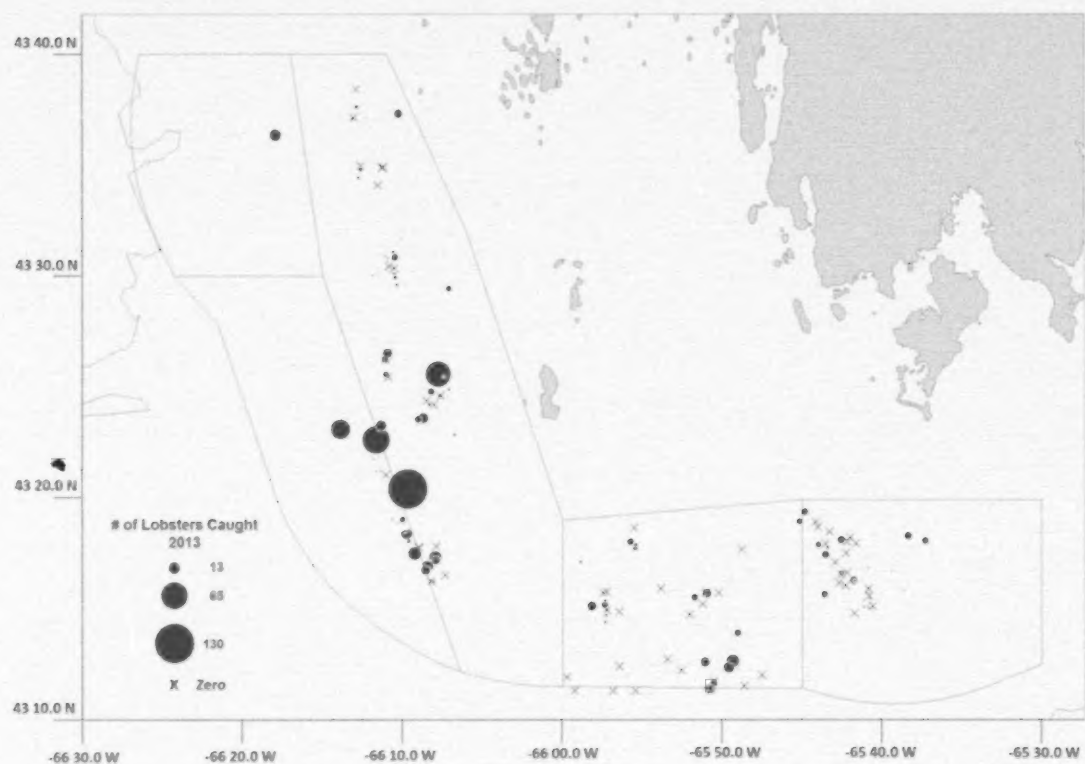 43 40.0 N
43 30.0 N
43 20.0 N
# of Lobsters Caught
2013
13
65
130
x Zero
43 10.0 N
-66 30.0 W
-66 20.0 W
-66 10.0 W
-66 00.0 W
-65 50.0 W
-65 40.0 W
-65 30.0 W